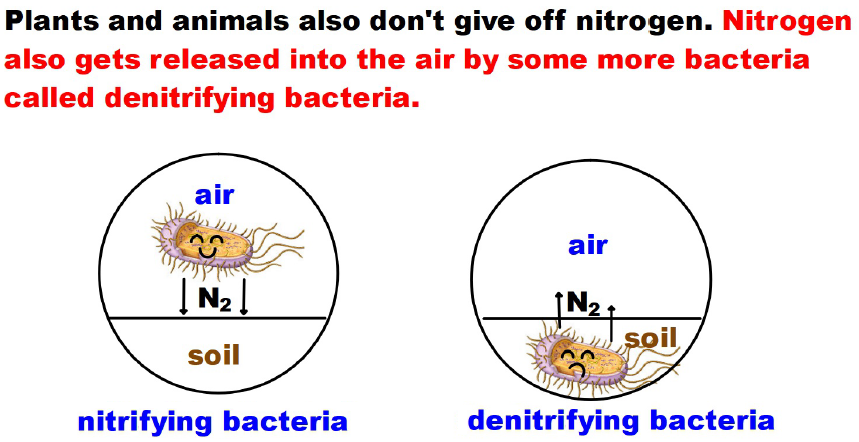 Plants and animals also don't give off nitrogen. Nitrogen
also gets released into the air by some more bacteria
called denitrifying bacteria.
air
N₂
soil
nitrifying bacteria
air
N₂
soil
denitrifying bacteria